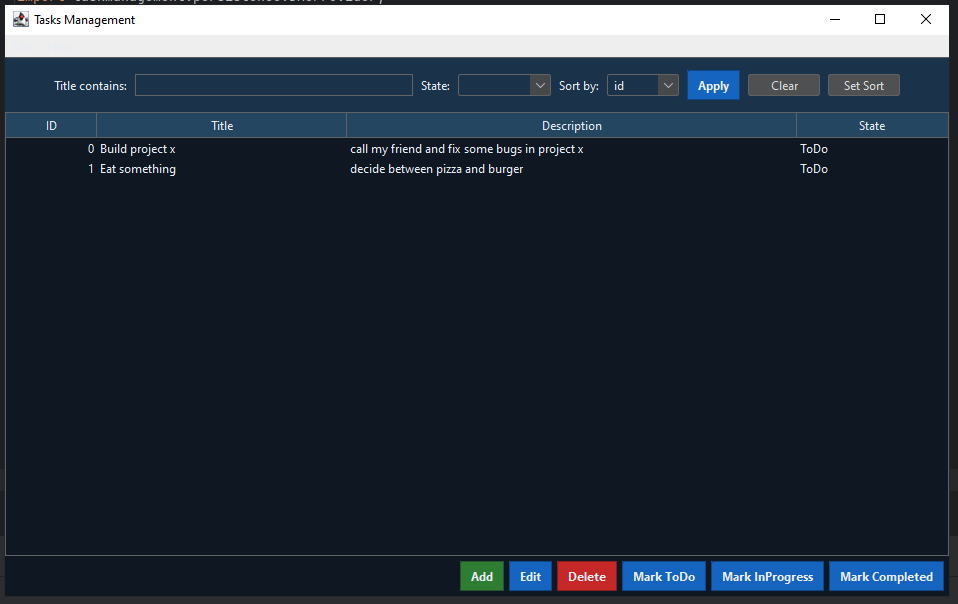 Tasks Management
Title contains: State: Sort by: id Apply Clear Set Sort
ID Title Description State
0 Build project x call my friend and fix some bugs in project x ToDo
1 Eat something decide between pizza and burger ToDo
Add Edit Delete Mark ToDo Mark InProgress Mark Completed